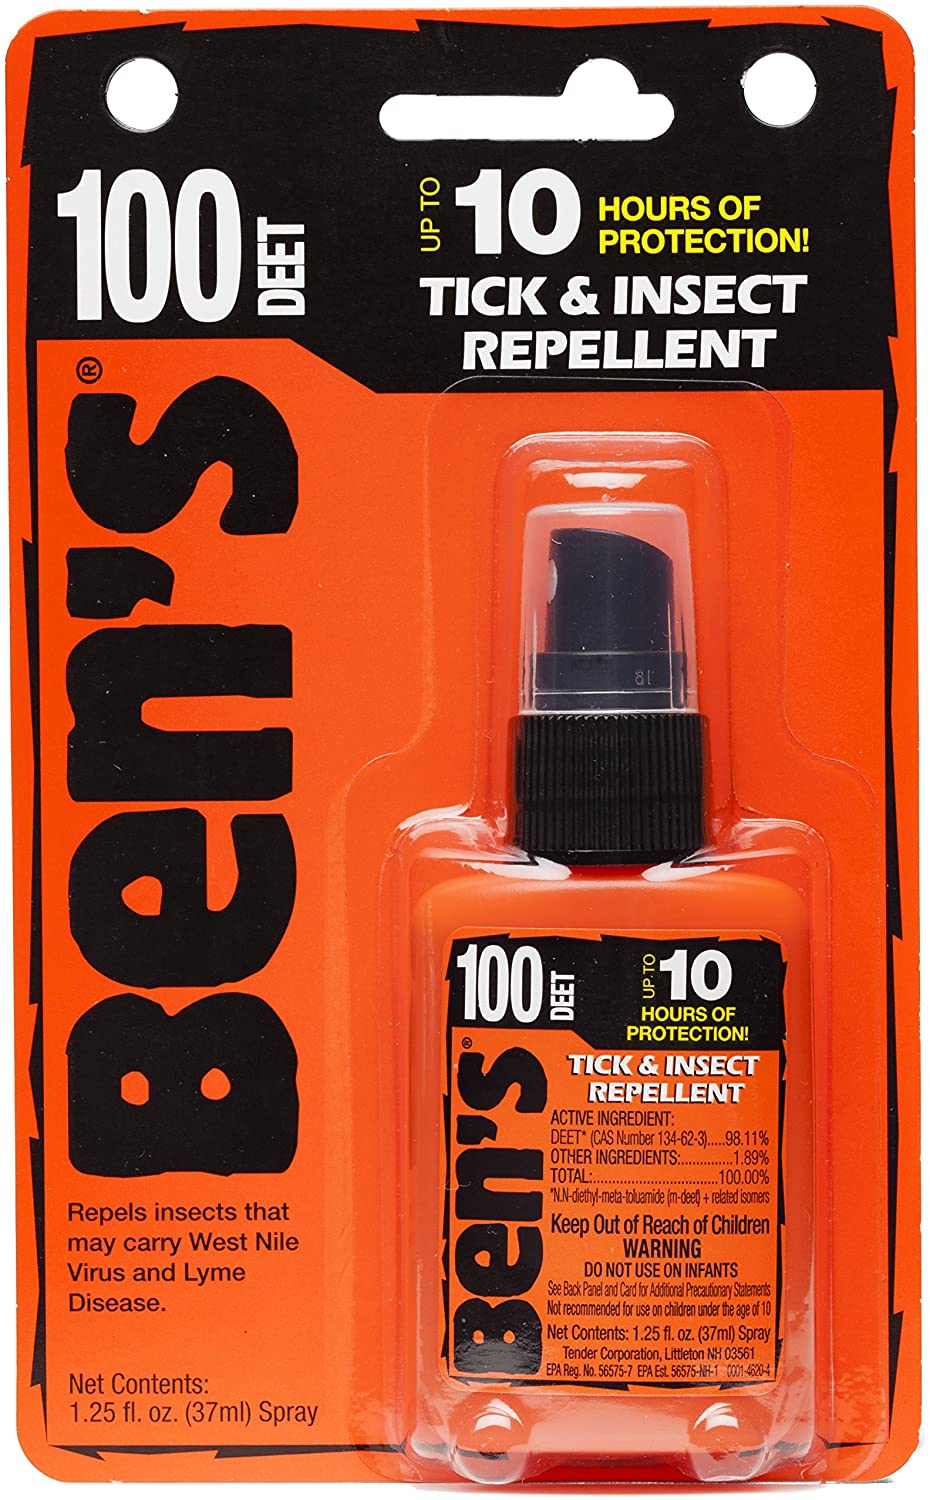 100 DEET
UP TO 10 HOURS OF
PROTECTION!
TICK & INSECT
REPELLENT
Ben's®
Repels insects that
may carry West Nile
Virus and Lyme
Disease.
Net Contents:
1.25 fl. oz. (37ml) Spray
18
100 DEET
UP TO 10
HOURS OF
PROTECTION!
Ben's®
TICK & INSECT
REPELLENT
ACTIVE INGREDIENT:
DEET* (CAS Number 134-62-3).....98.11%
OTHER INGREDIENTS:..............1.89%
TOTAL:...............................100.00%
*N.N-diethyl-meta-toluamide (m-deet) + related isomers
Keep Out of Reach of Children
WARNING
DO NOT USE ON INFANTS
See Back Panel and Card for Additional Precautionary Statements
Not recommended for use on children under the age of 10
Net Contents: 1.25 fl. oz. (37ml) Spray
Tender Corporation, Littleton NH 03561
EPA Reg. No. 56575-7 EPA Est. 56575-NH-1 0001-4620-4